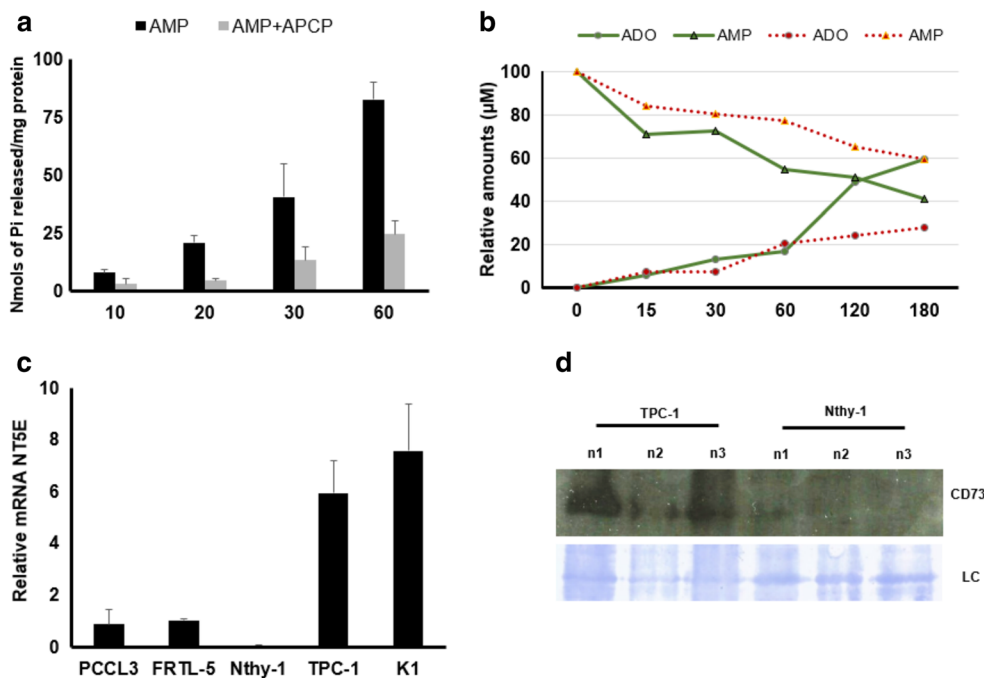 a
AMP AMP+APCP
Nmols of Pi released/mg protein
100
75
50
25
0
10 20 30 60
b
ADO AMP ADO AMP
Relative amounts (µM)
100
80
60
40
20
0
0 15 30 60 120 180
c
Relative mRNA NT5E
10
8
6
4
2
0
PCCL3 FRTL-5 Nthy-1 TPC-1 K1
d
TPC-1 Nthy-1
n1 n2 n3 n1 n2 n3
CD73
LC